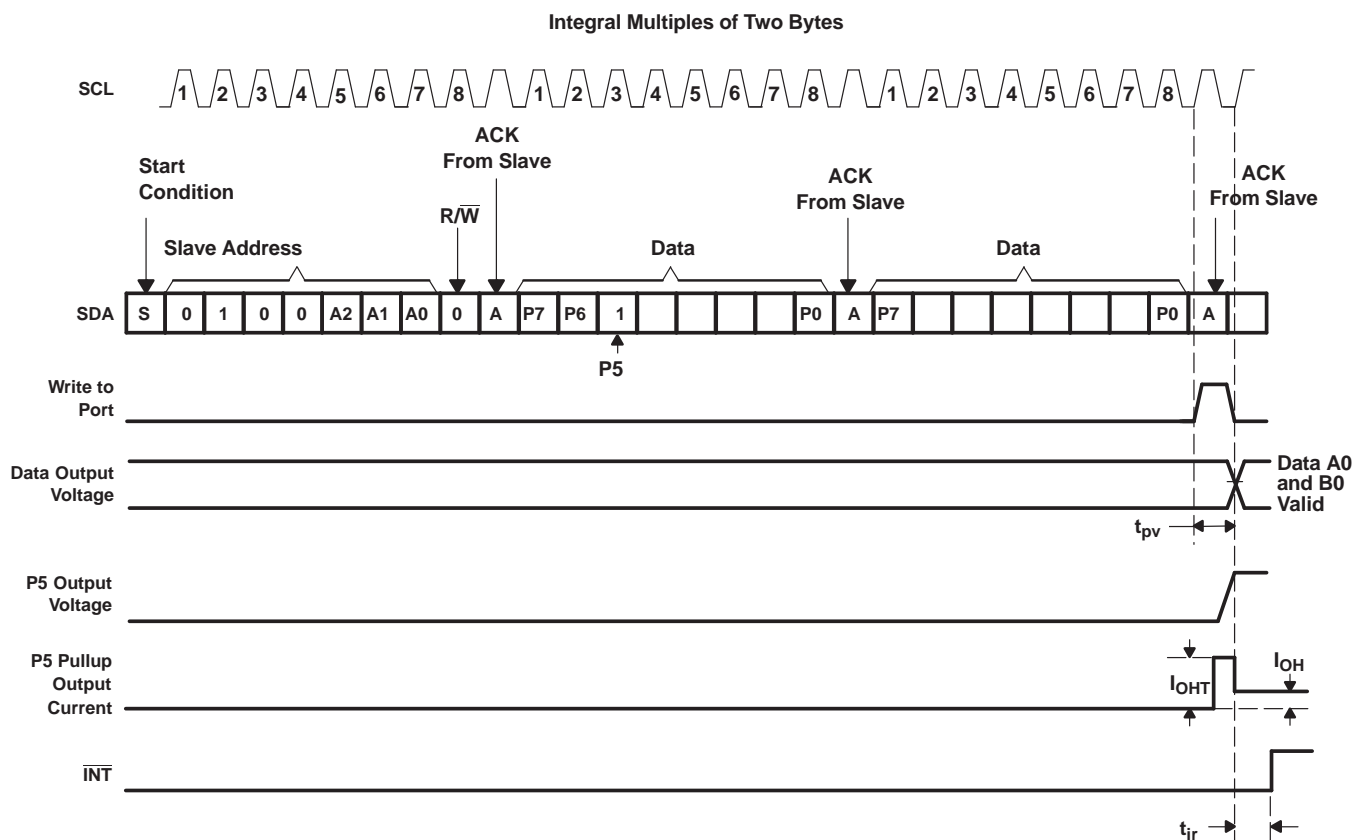 Integral Multiples of Two Bytes
SCL
1 2 3 4 5 6 7 8 1 2 3 4 5 6 7 8 1 2 3 4 5 6 7 8
Start
Condition
R/W̅
ACK
From Slave
ACK
From Slave
ACK
From Slave
Slave Address
Data
Data
SDA
S 0 1 0 0 A2 A1 A0 0 A P7 P6 1 P0 A P7 P0 A
P5
Write to
Port
Data Output
Voltage
Data A0
and B0
Valid
tpv
P5 Output
Voltage
P5 Pullup
Output
Current
IOHT
IOH
I̅N̅T̅
tir